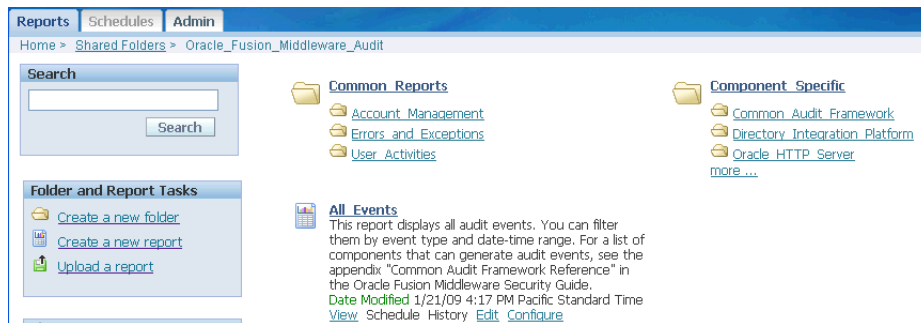 Reports Schedules Admin
Home > Shared Folders > Oracle_Fusion_Middleware_Audit
Search
Search
Folder and Report Tasks
Create a new folder
Create a new report
Upload a report
Common_Reports
Account_Management
Errors_and_Exceptions
User_Activities
Component_Specific
Common_Audit_Framework
Directory_Integration_Platform
Oracle_HTTP_Server
more ...
All_Events
This report displays all audit events. You can filter
them by event type and date-time range. For a list of
components that can generate audit events, see the
appendix "Common Audit Framework Reference" in
the Oracle Fusion Middleware Security Guide.
Date Modified 1/21/09 4:17 PM Pacific Standard Time
View Schedule History Edit Configure